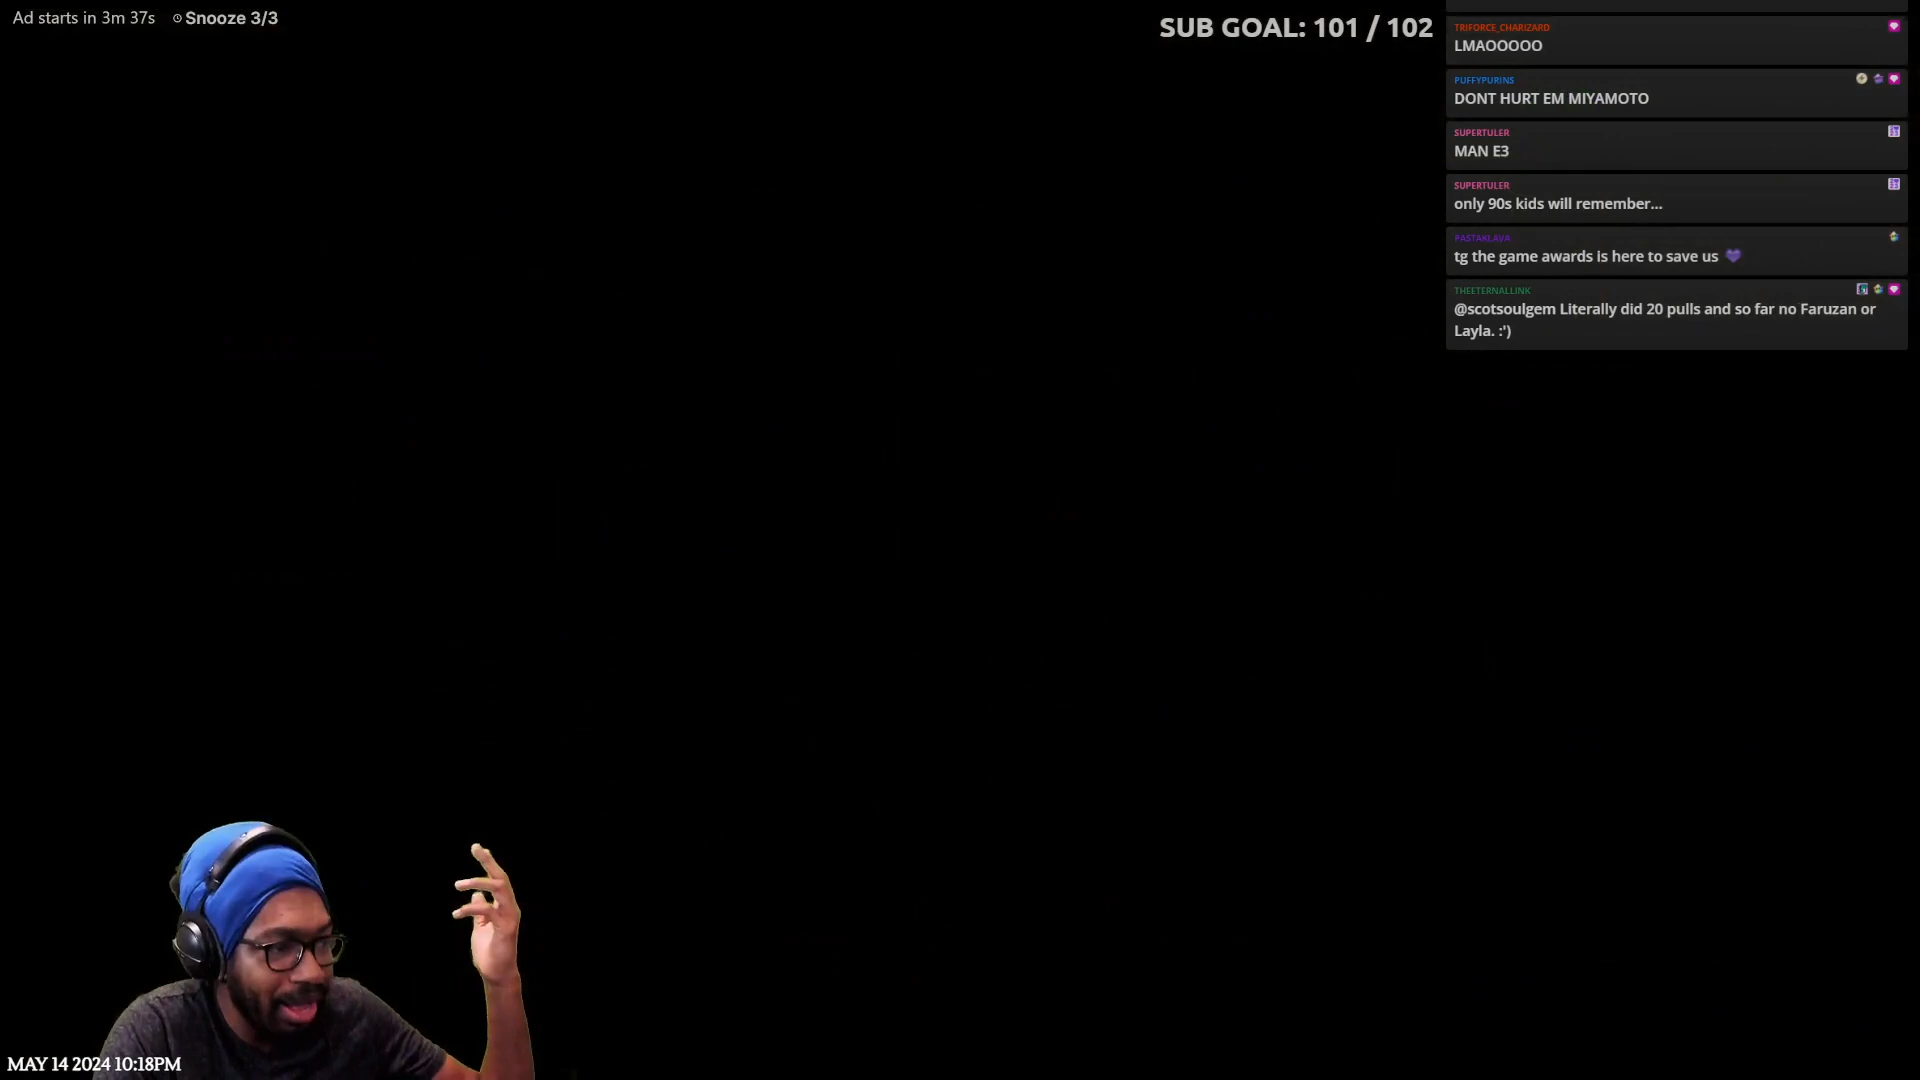 Ad starts in 3m 37s
Snooze 3/3
SUB GOAL: 101 / 102
TRIFORCE_CHARIZARD
LMAOOOOO
PUFFYPURINS
DONT HURT EM MIYAMOTO
SUPERTULER
MAN E3
SUPERTULER
only 90s kids will remember...
PASTAKLAVA
tg the game awards is here to save us
THEETERNALLINK
@scotsoulgem Literally did 20 pulls and so far no Faruzan or
Layla. :')
MAY 14 2024 10:18PM